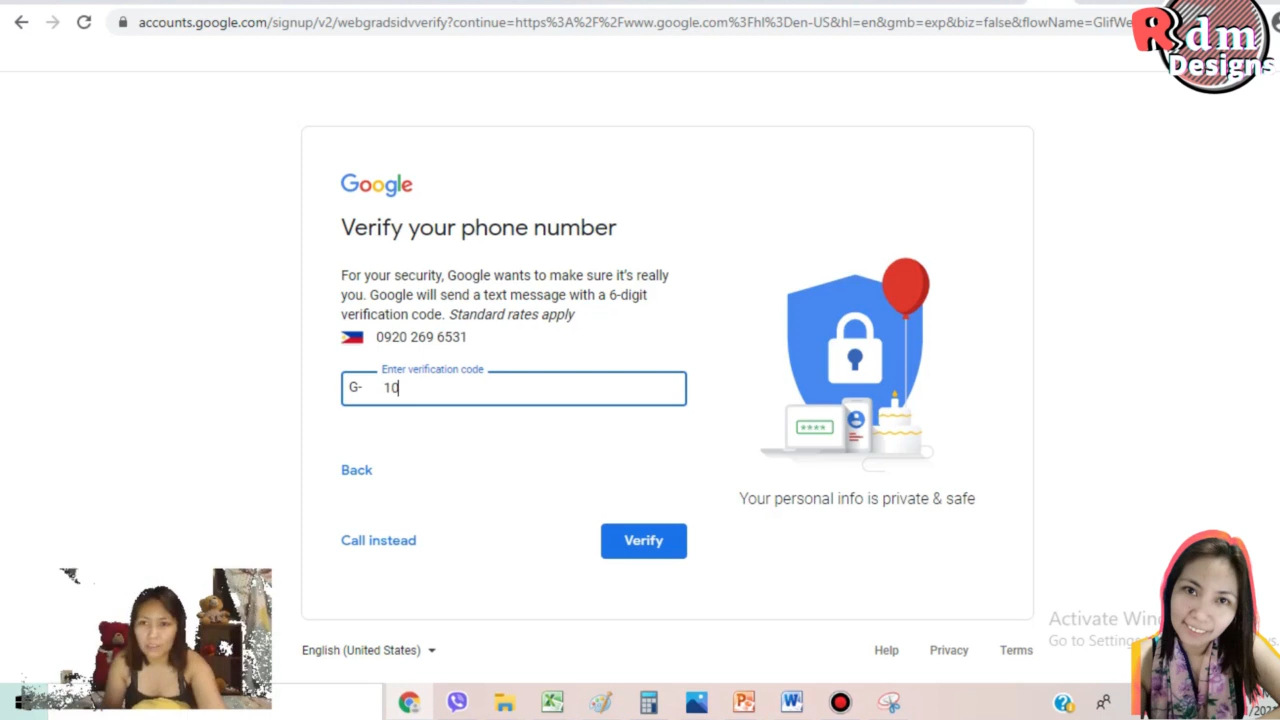 accounts.google.com/signup/v2/webgradsidvverify?continue=https%3A%2F%2Fwww.google.com%3Fhl%3Den-US&hl=en&gmb=exp&biz=false&flowName=GlifWe
Rdm
Designs
Google
Verify your phone number
For your security, Google wants to make sure it's really
you. Google will send a text message with a 6-digit
verification code. Standard rates apply
0920 269 6531
Enter verification code
G- 10
Back
Call instead
Verify
****
Your personal info is private & safe
Activate Win
Go to Settings
English (United States)
Help
Privacy
Terms